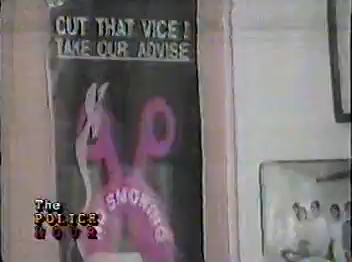 CUT THAT VICE!
TAKE OUR ADVISE
SMOKING
The
POLICE
HOUR